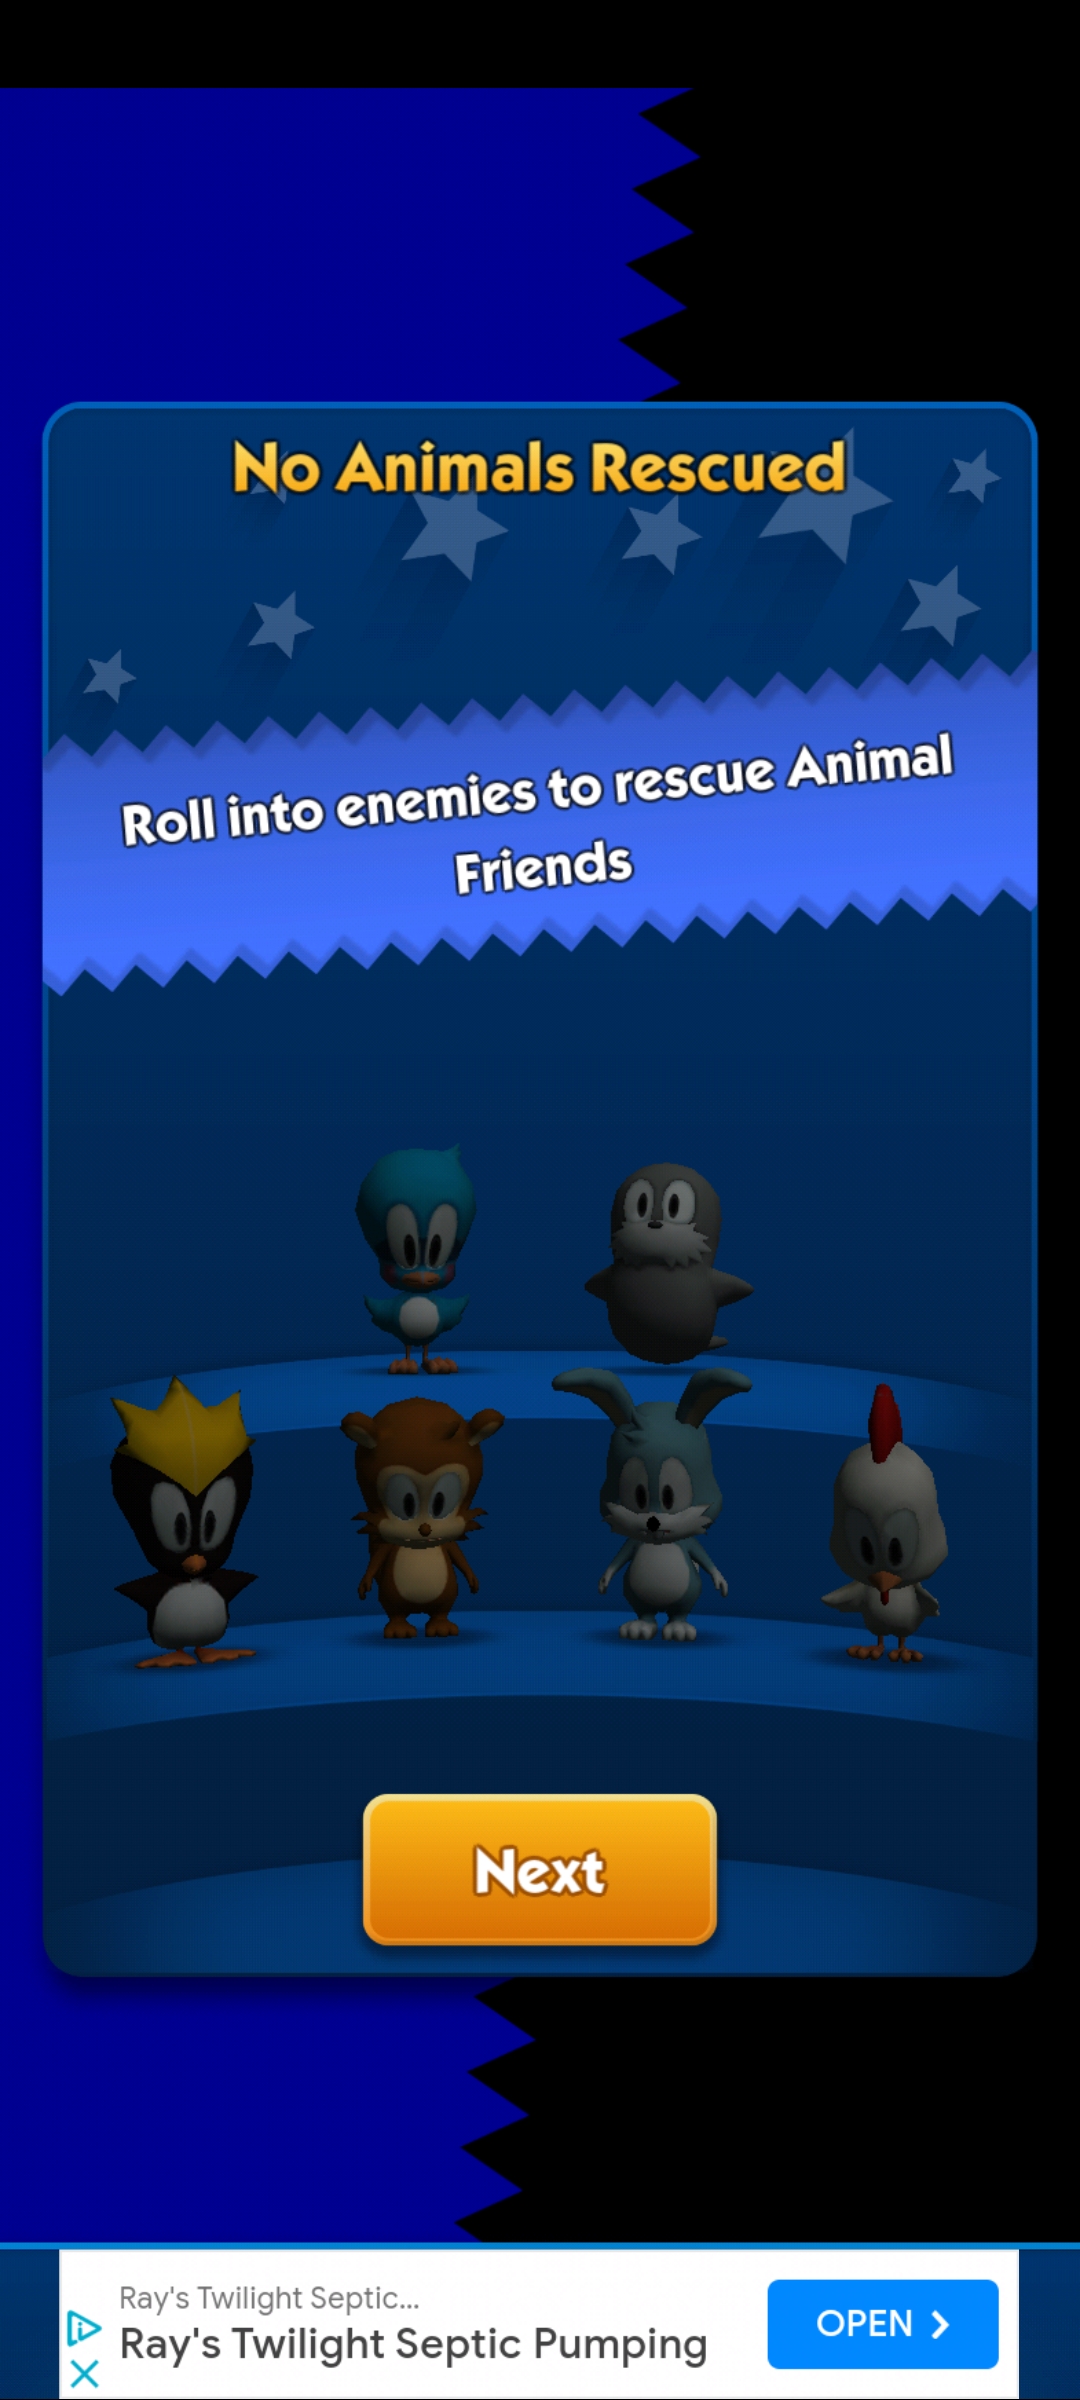 No Animals Rescued
Roll into enemies to rescue Animal
Friends
Next
Ray's Twilight Septic...
Ray's Twilight Septic Pumping
OPEN